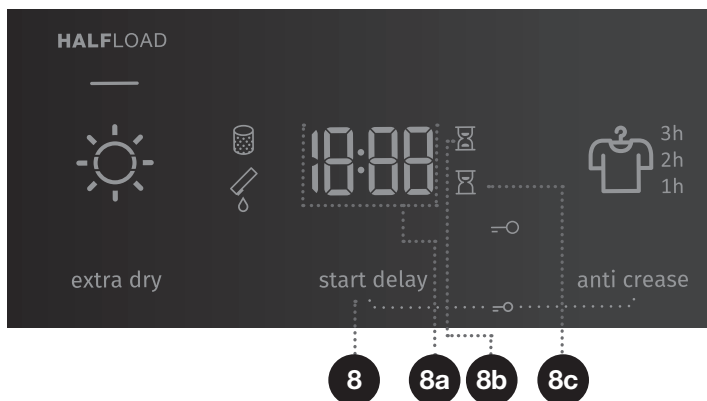 HALFLOAD
18:88
3h
2h
1h
extra dry
start delay
anti crease
8
8a
8b
8c